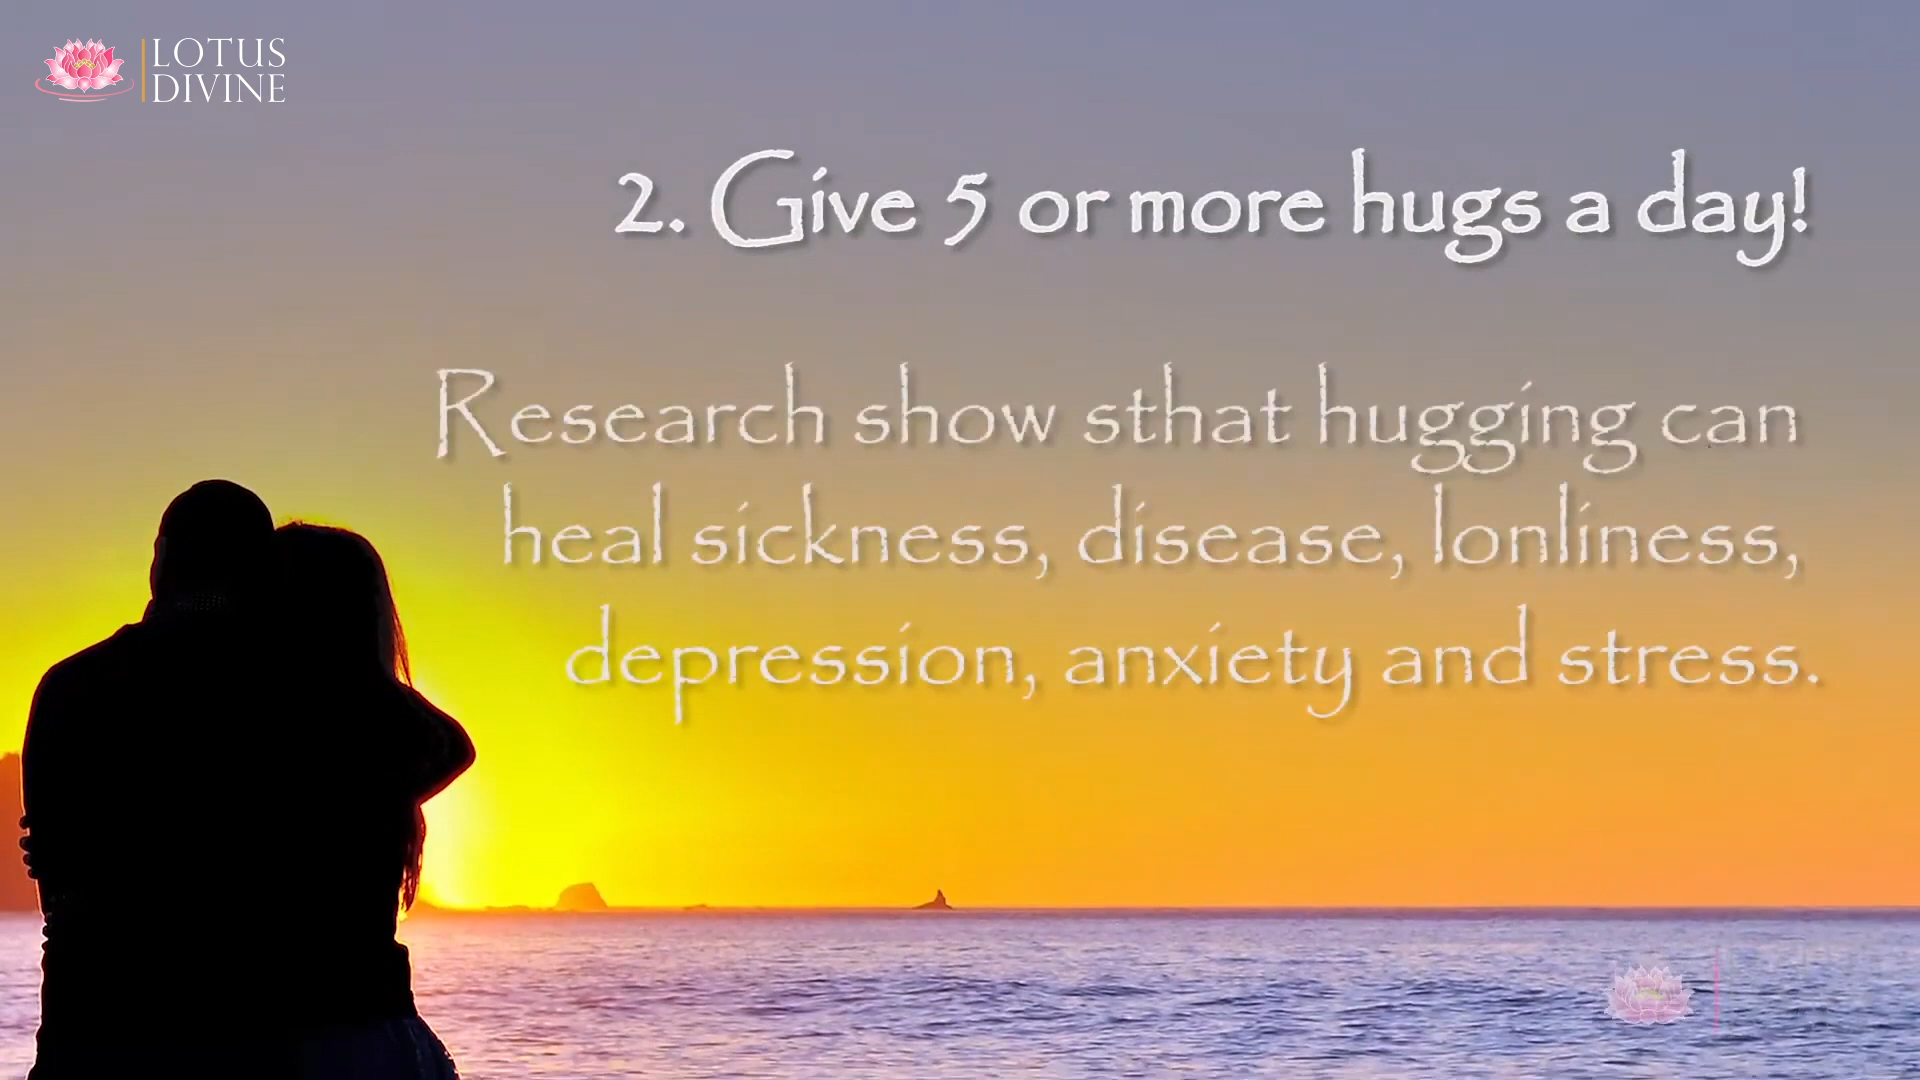 LOTUS
DIVINE
2. Give 5 or more hugs a day!
Research show sthat hugging can
heal sickness, disease, lonliness,
depression, anxiety and stress.